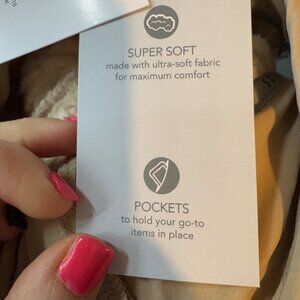 SUPER SOFT
made with ultra-soft fabric
for maximum comfort
POCKETS
to hold your go-to
items in place